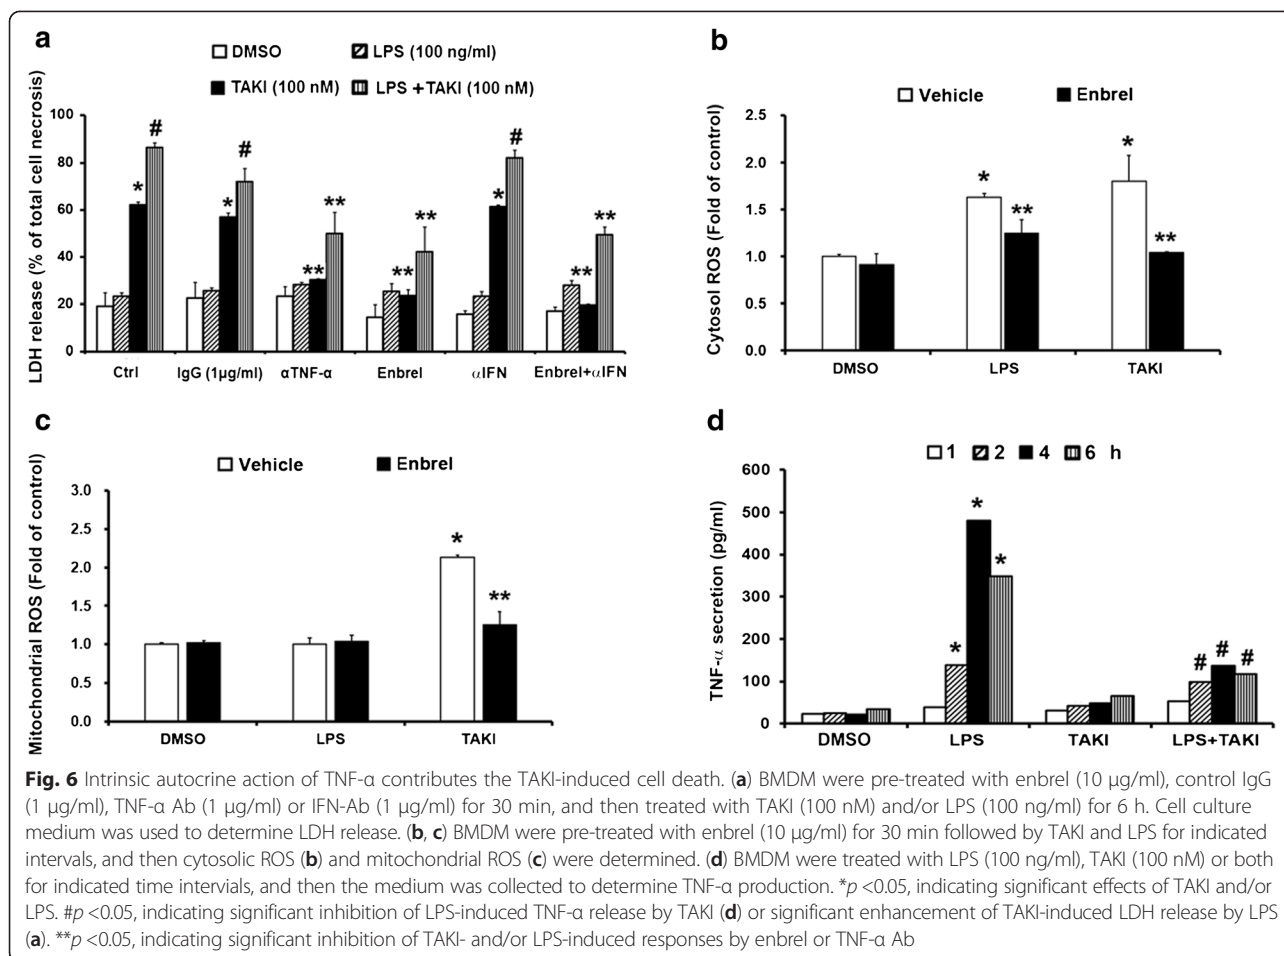 a
DMSO LPS (100 ng/ml)
TAKI (100 nM) LPS +TAKI (100 nM)
LDH release (% of total cell necrosis)
100
80
60
40
20
0
* # * # ** ** ** ** * # ** **
Ctrl IgG (1μg/ml) αTNF-α Enbrel αIFN Enbrel+αIFN
b
Vehicle Enbrel
Cytosol ROS (Fold of control)
2.5
2.0
1.5
1.0
0.5
0.0
* ** * **
DMSO LPS TAKI
c
Vehicle Enbrel
Mitochondrial ROS (Fold of control)
3.0
2.5
2.0
1.5
1.0
0.5
0.0
* **
DMSO LPS TAKI
d
1 2 4 6 h
TNF-α secretion (pg/ml)
600
500
400
300
200
100
0
* * * # # #
DMSO LPS TAKI LPS+TAKI
Fig. 6 Intrinsic autocrine action of TNF-α contributes the TAKI-induced cell death. (a) BMDM were pre-treated with enbrel (10 μg/ml), control IgG
(1 μg/ml), TNF-α Ab (1 μg/ml) or IFN-Ab (1 μg/ml) for 30 min, and then treated with TAKI (100 nM) and/or LPS (100 ng/ml) for 6 h. Cell culture
medium was used to determine LDH release. (b, c) BMDM were pre-treated with enbrel (10 μg/ml) for 30 min followed by TAKI and LPS for indicated
intervals, and then cytosolic ROS (b) and mitochondrial ROS (c) were determined. (d) BMDM were treated with LPS (100 ng/ml), TAKI (100 nM) or both
for indicated time intervals, and then the medium was collected to determine TNF-α production. *p <0.05, indicating significant effects of TAKI and/or
LPS. #p <0.05, indicating significant inhibition of LPS-induced TNF-α release by TAKI (d) or significant enhancement of TAKI-induced LDH release by LPS
(a). **p <0.05, indicating significant inhibition of TAKI- and/or LPS-induced responses by enbrel or TNF-α Ab